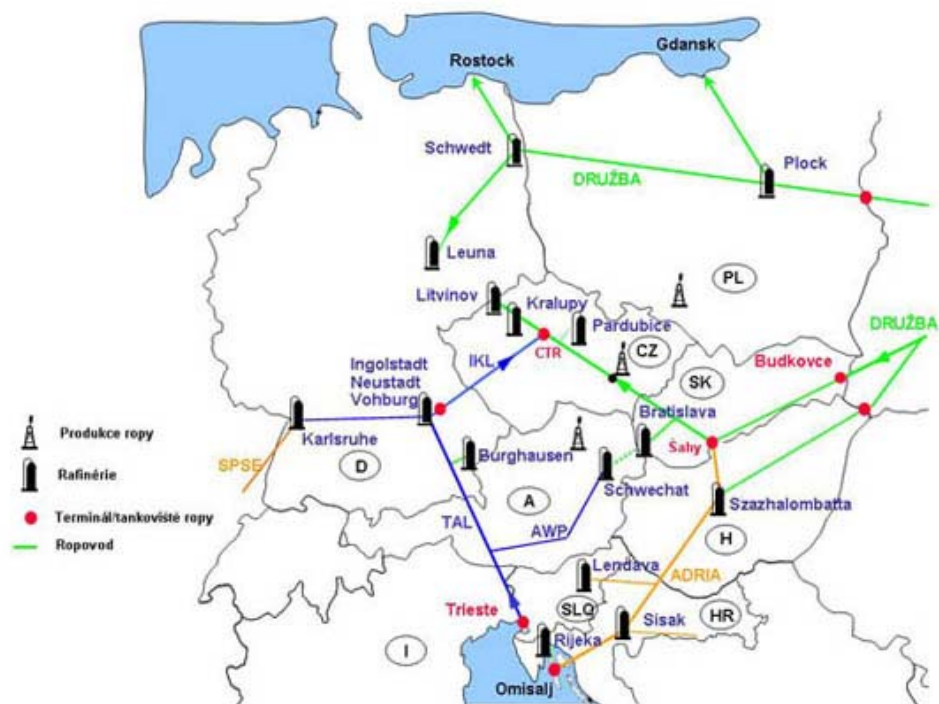 Gdansk
Rostock
Schwedt
Plock
DRUŽBA
Leuna
PL
Litvínov
Kralupy
DRUŽBA
Pardubice
CZ
CTR
IKL
Budkovce
SK
Ingolstadt
Neustadt
Vohburg
Bratislava
Šahy
Karlsruhe
Produkce ropy
SPSE
D
Burghausen
Rafinérie
Schwechat
A
Szazhalombatta
Terminál/tankoviště ropy
TAL
AWP
H
Ropovod
Lendava
ADRIA
Trieste
SLO
Sisak
HR
I
Rijeka
Omisalj